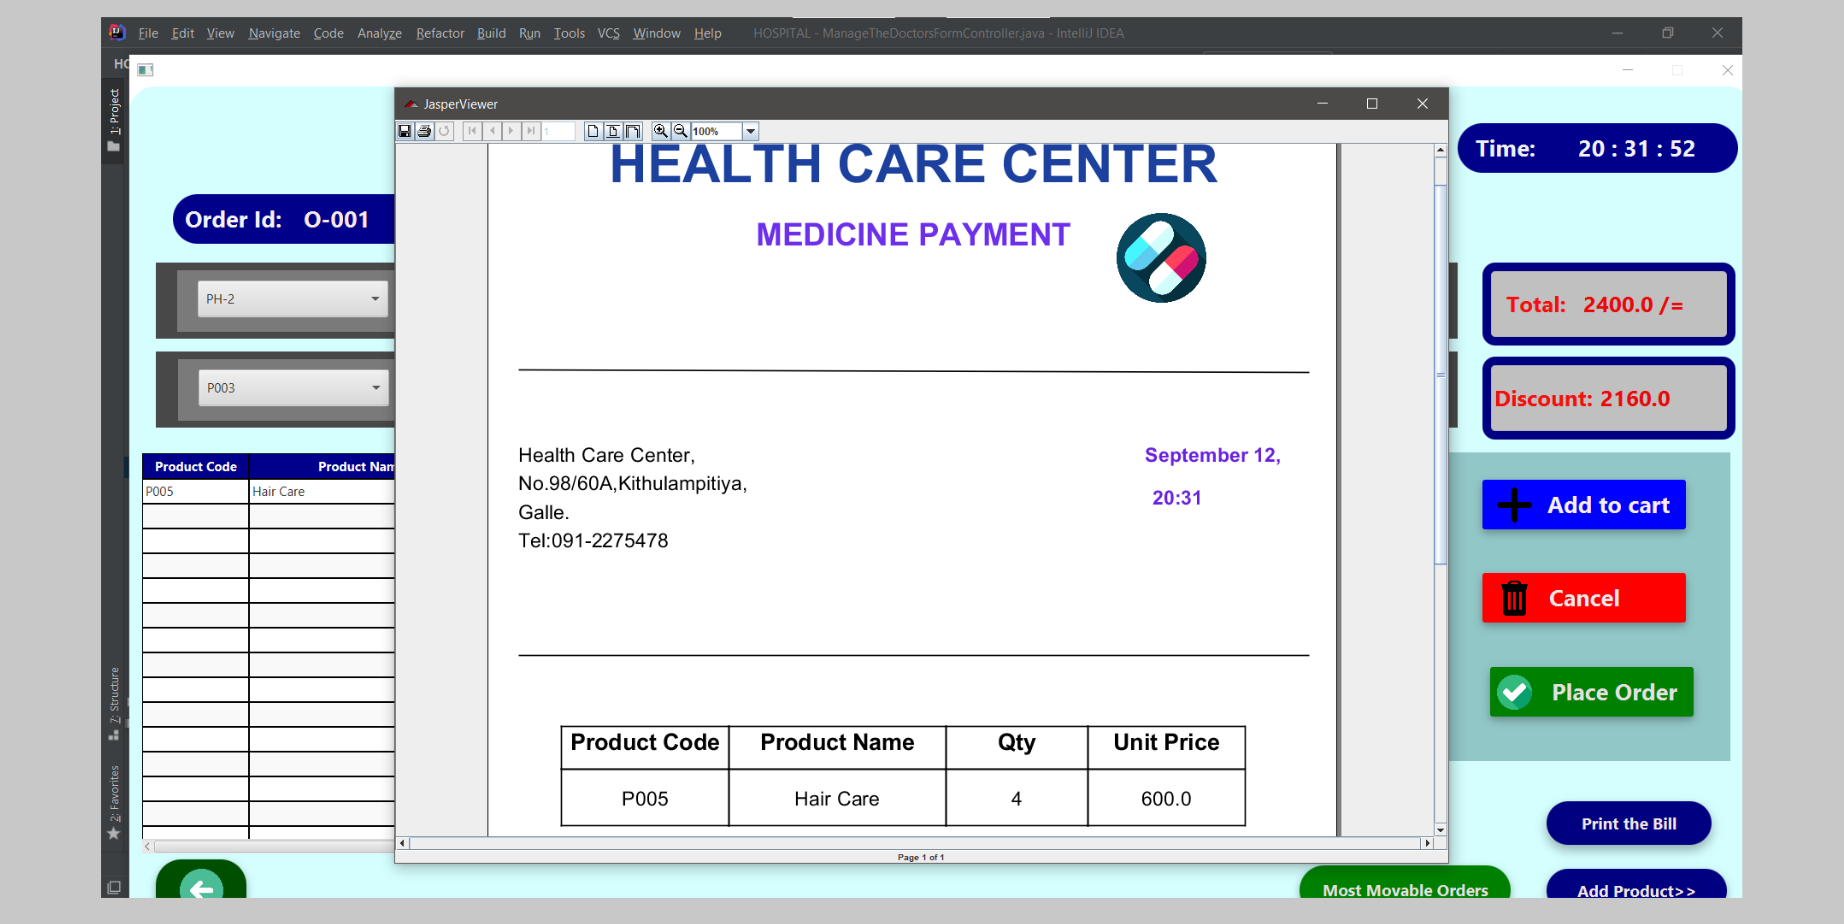 File Edit View Navigate Code Analyze Refactor Build Run Tools VCS Window Help HOSPITAL - ManageTheDoctorsFormController.java - IntelliJ IDEA
HO
1: Project
7: Structure
2: Favorites
JasperViewer
1
100%
Time: 20 : 31 : 52
Order Id: O-001
PH-2
P003
Total: 2400.0 /=
Discount: 2160.0
Product Code Product Nam
P005 Hair Care
HEALTH CARE CENTER
MEDICINE PAYMENT
Health Care Center,
No.98/60A,Kithulampitiya,
Galle.
Tel:091-2275478
September 12,
20:31
Product Code Product Name Qty Unit Price
P005 Hair Care 4 600.0
Page 1 of 1
Add to cart
Cancel
Place Order
Print the Bill
Most Movable Orders
Add Product>>